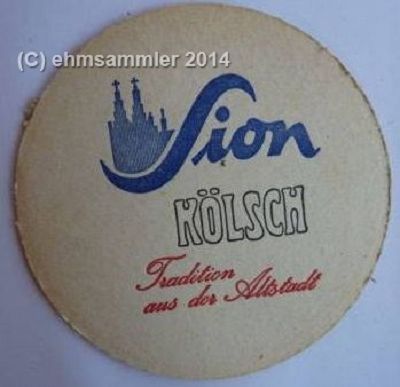 (C) ehmsammler 2014
Sion
KÖLSCH
Tradition
aus der Altstadt